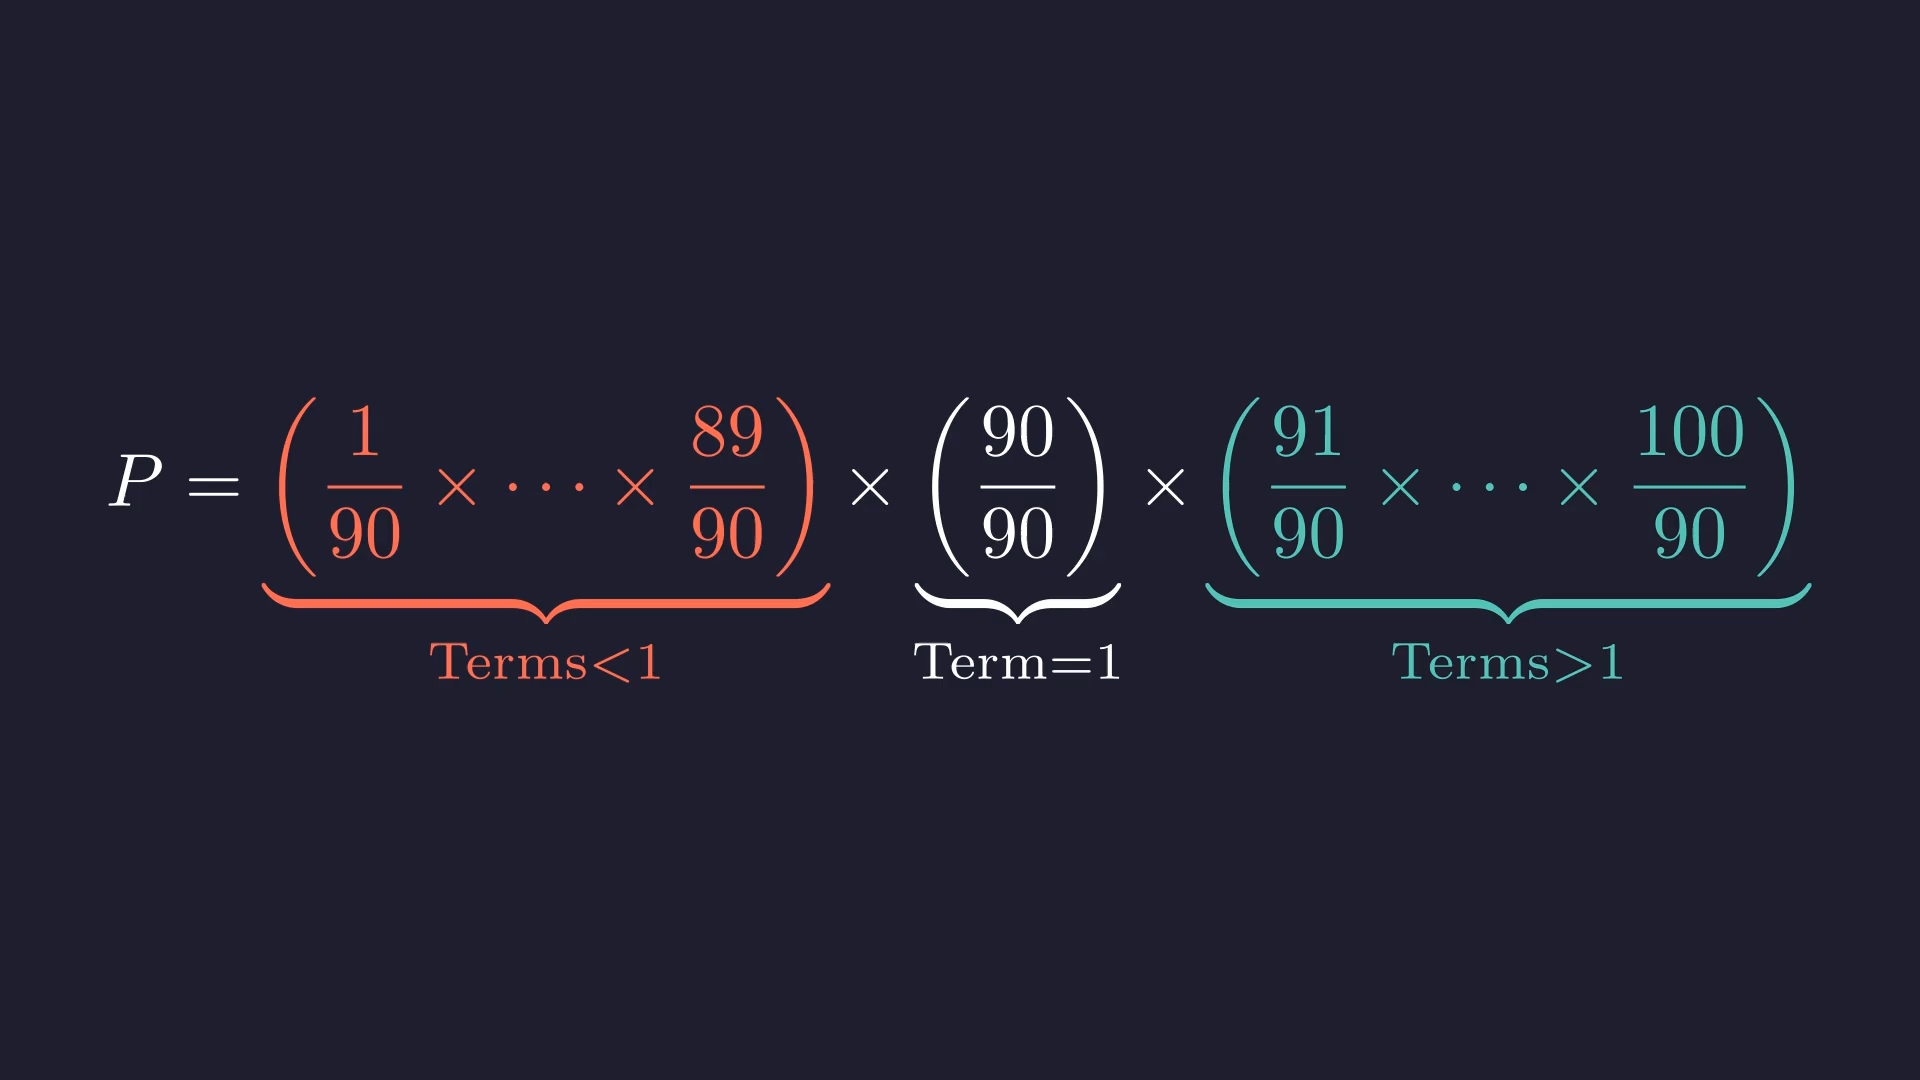 P = (1/90 × ⋯ × 89/90) × (90/90) × (91/90 × ⋯ × 100/90)
Terms<1 Term=1 Terms>1